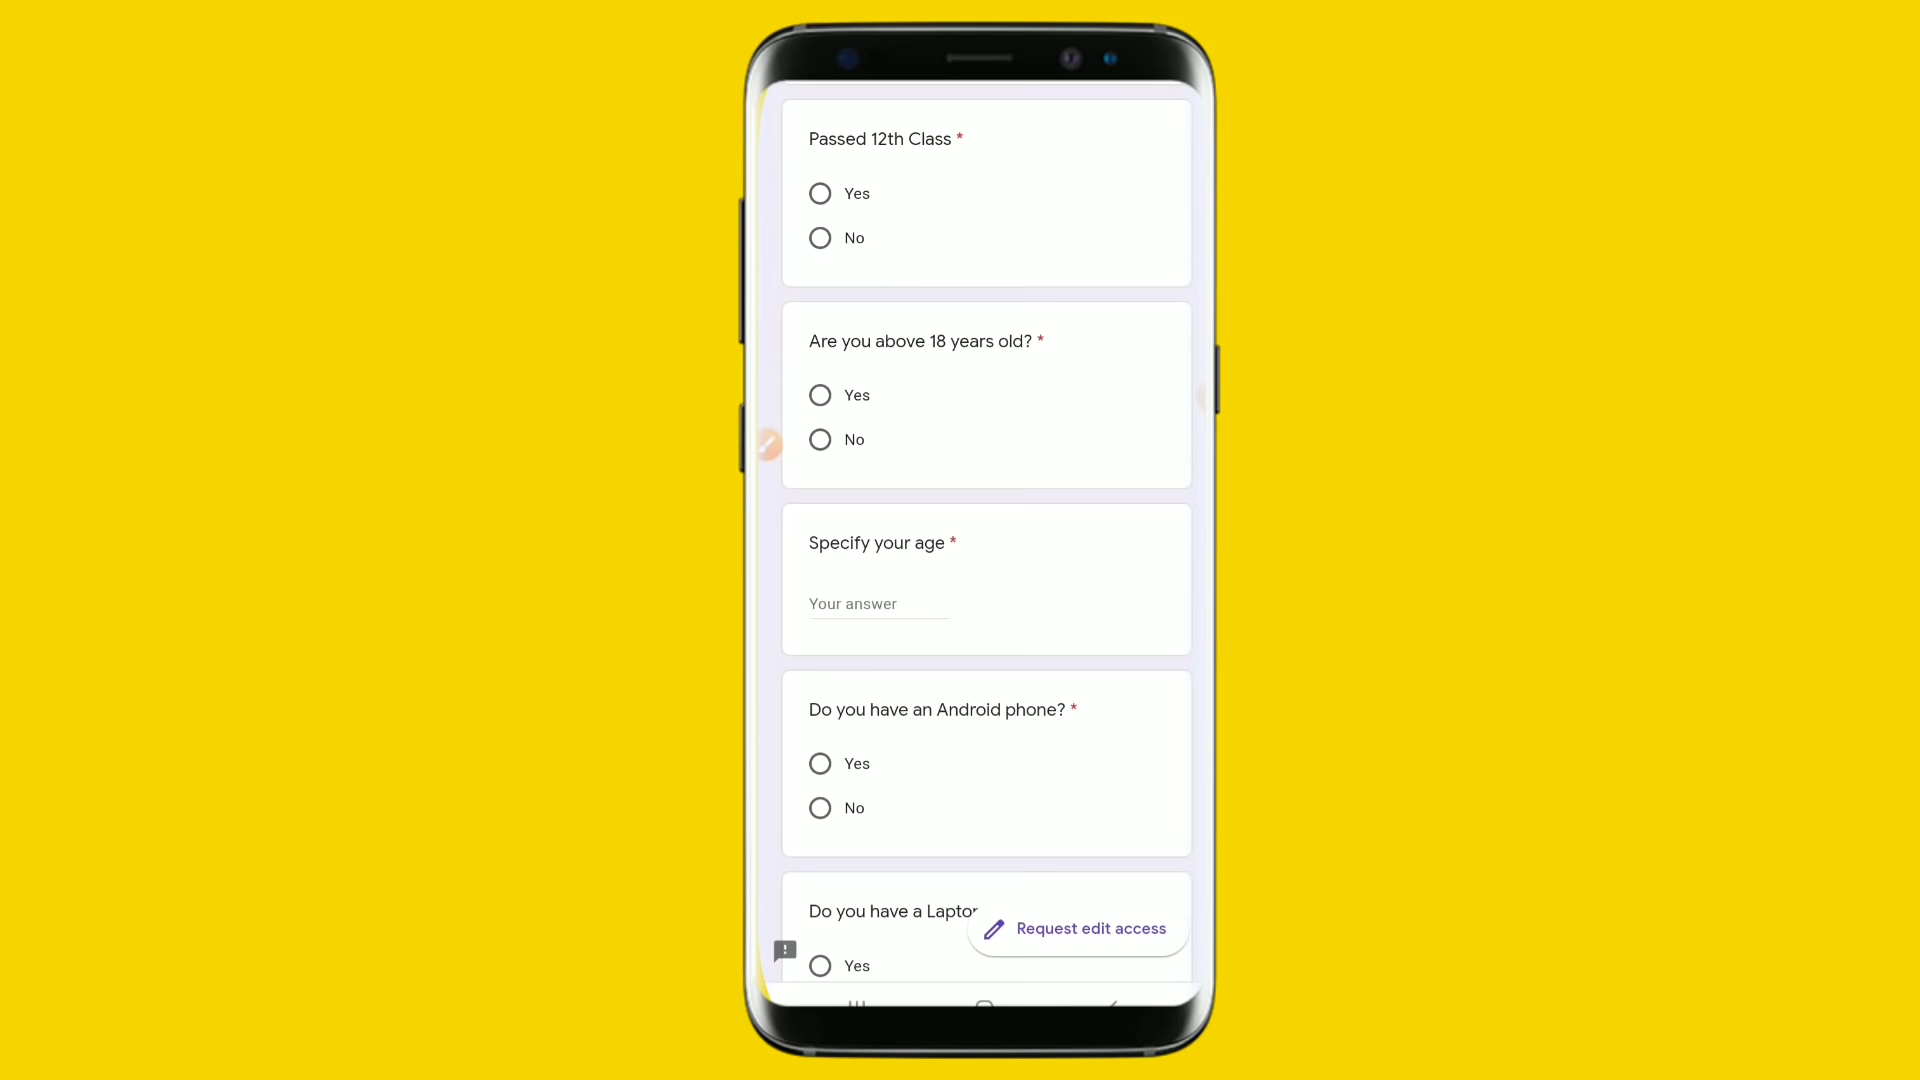 Passed 12th Class *
Yes
No
Are you above 18 years old? *
Yes
No
Specify your age *
Your answer
Do you have an Android phone? *
Yes
No
Do you have a
Request edit access
Yes